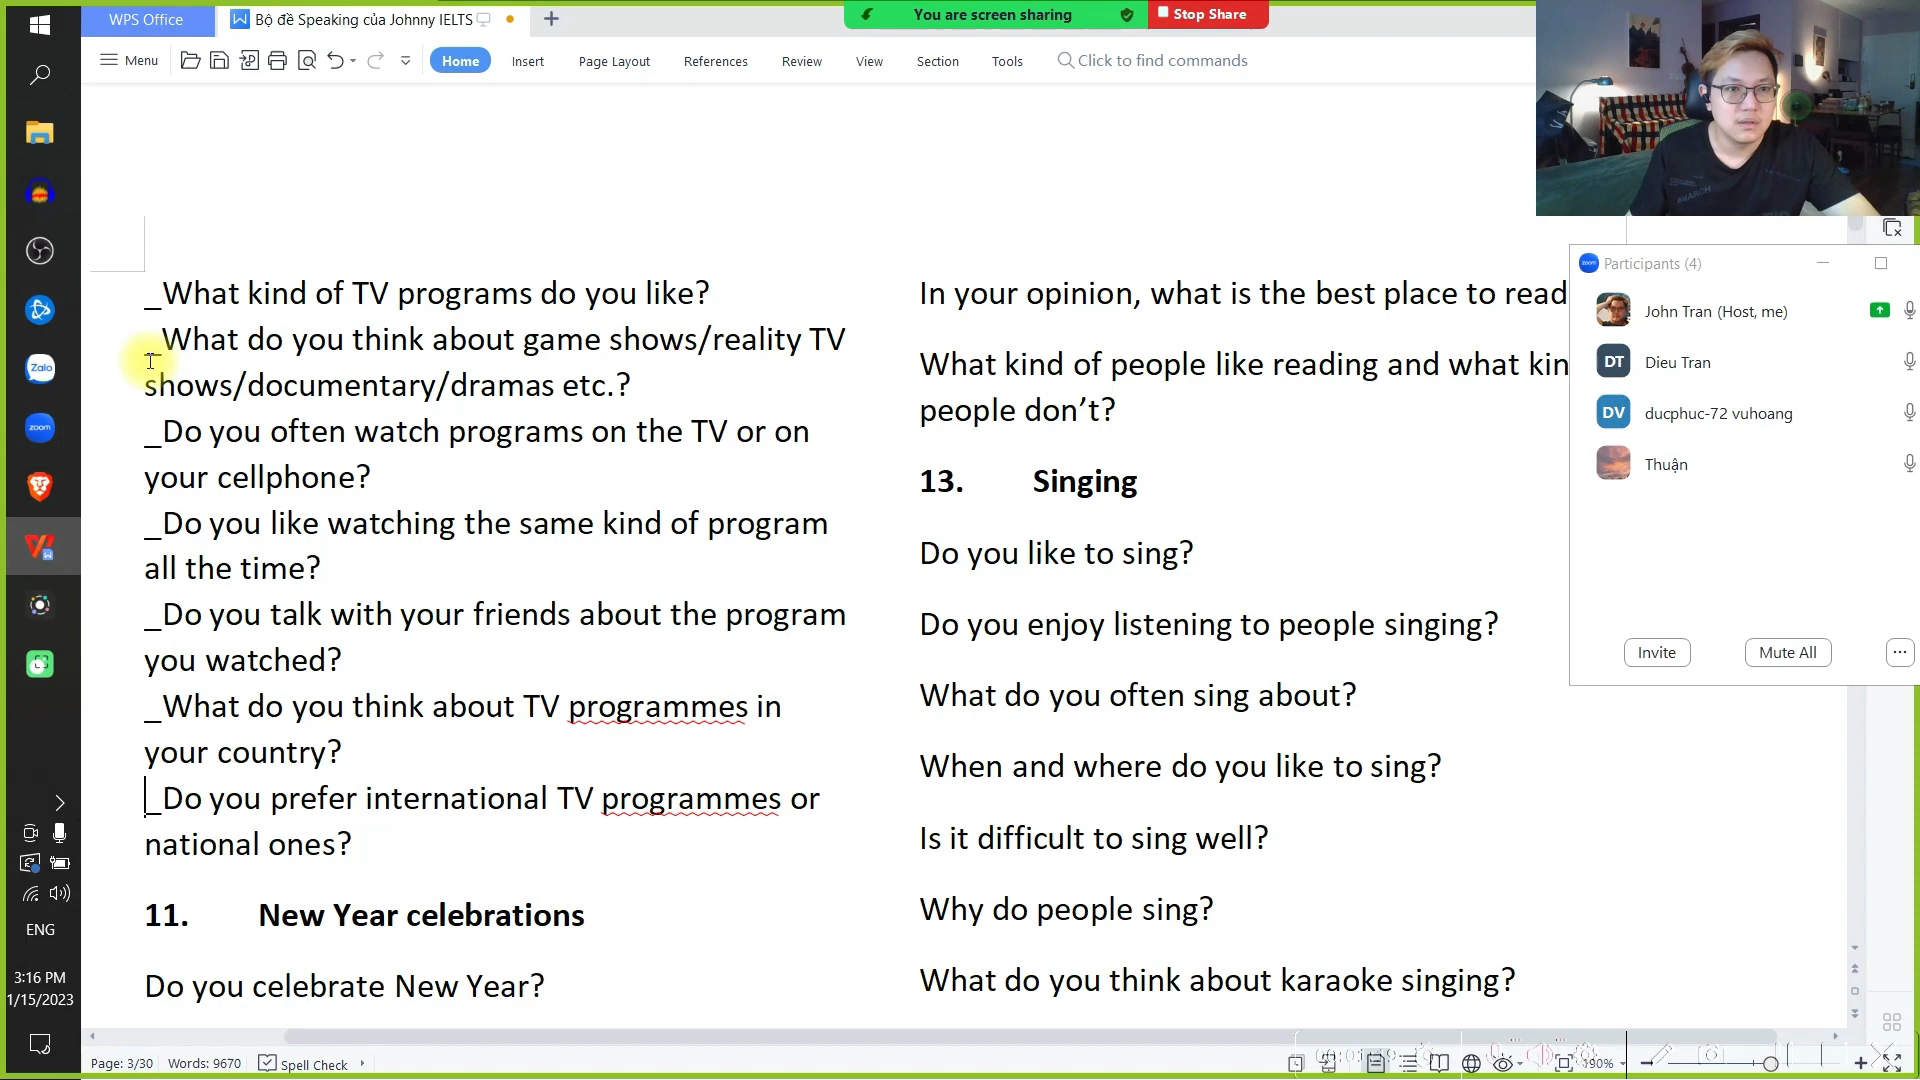 WPS Office
Bộ đề Speaking của Johnny IELTS
You are screen sharing
Stop Share
Menu
Home
Insert
Page Layout
References
Review
View
Section
Tools
Click to find commands
_What kind of TV programs do you like?
_What do you think about game shows/reality TV
shows/documentary/dramas etc.?
_Do you often watch programs on the TV or on
your cellphone?
_Do you like watching the same kind of program
all the time?
_Do you talk with your friends about the program
you watched?
_What do you think about TV programmes in
your country?
_Do you prefer international TV programmes or
national ones?
11. New Year celebrations
Do you celebrate New Year?
In your opinion, what is the best place to read
What kind of people like reading and what kin
people don’t?
13. Singing
Do you like to sing?
Do you enjoy listening to people singing?
What do you often sing about?
When and where do you like to sing?
Is it difficult to sing well?
Why do people sing?
What do you think about karaoke singing?
zoom
Participants (4)
John Tran (Host, me)
DT
Dieu Tran
DV
ducphuc-72 vuhoang
Thuận
Invite
Mute All
...
Zalo
zoom
ENG
3:16 PM
1/15/2023
Page: 3/30
Words: 9670
Spell Check
190%